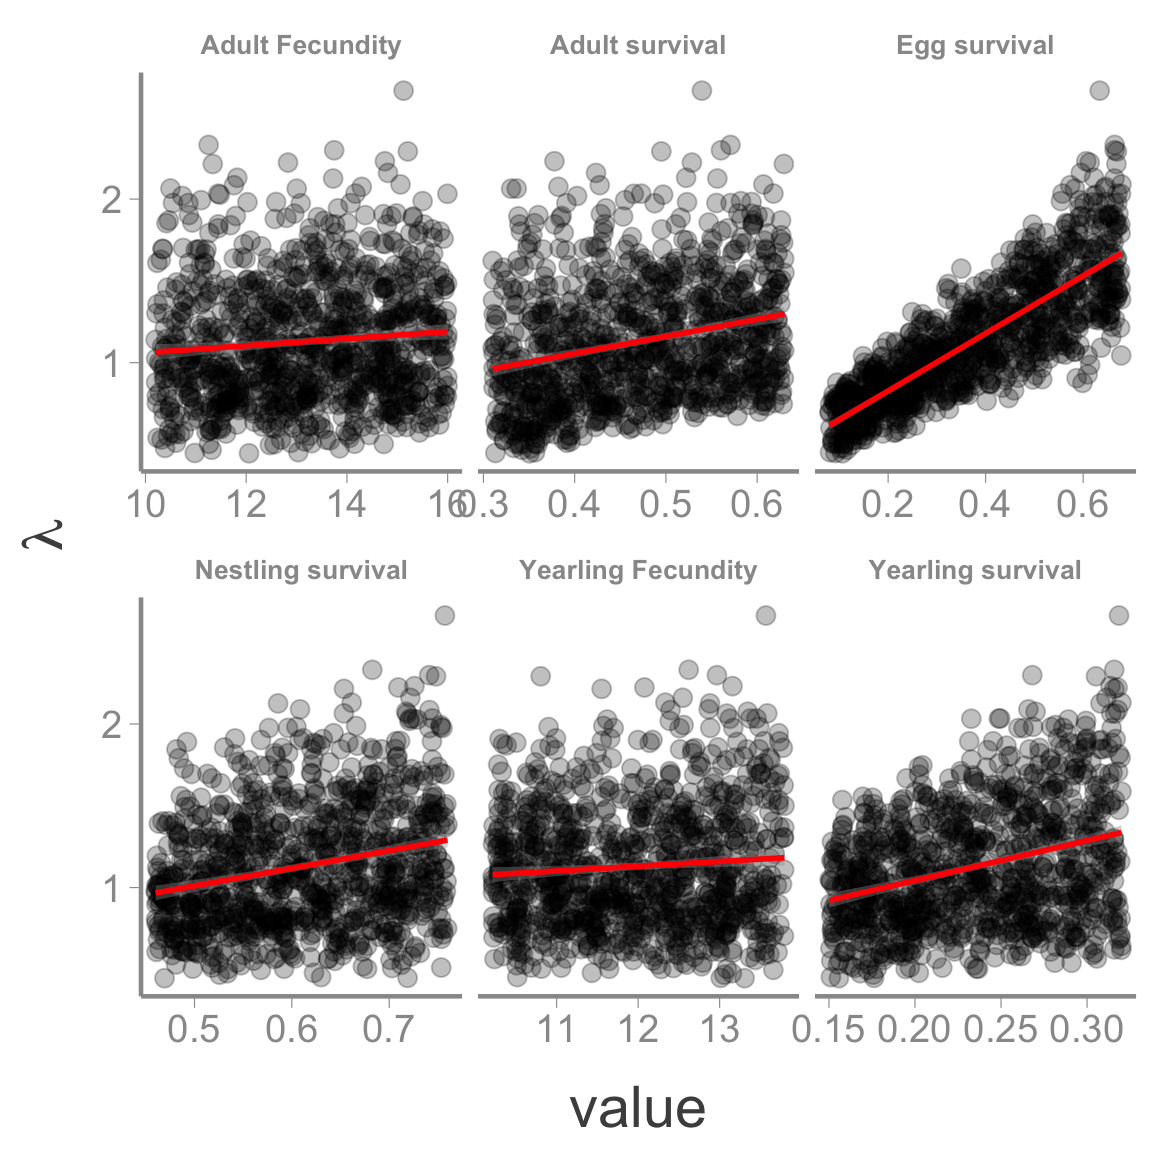 Adult Fecundity Adult survival Egg survival
2
1
10 12 14 16 0.3 0.4 0.5 0.6 0.2 0.4 0.6
λ
Nestling survival Yearling Fecundity Yearling survival
2
1
0.5 0.6 0.7 11 12 13 0.15 0.20 0.25 0.30
value